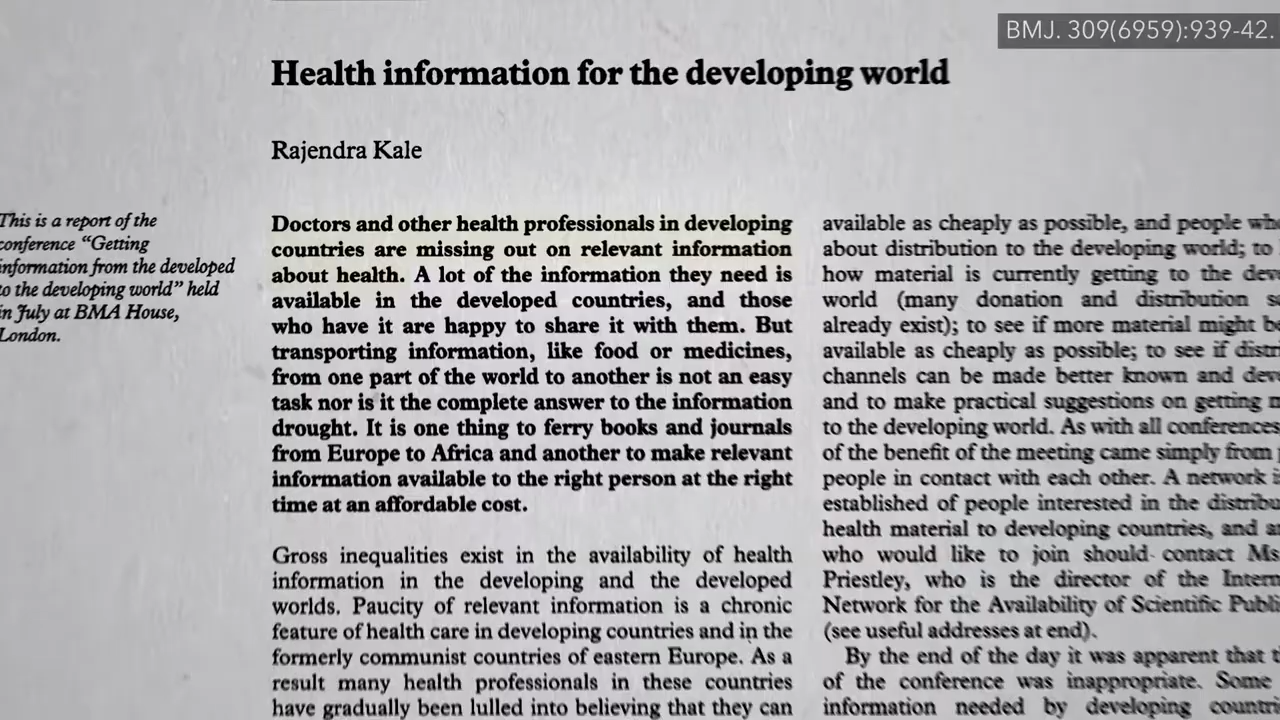 BMJ. 309(6959):939-42.
Health information for the developing world
Rajendra Kale
This is a report of the
conference “Getting
information from the developed
to the developing world” held
in July at BMA House,
London.
Doctors and other health professionals in developing
countries are missing out on relevant information
about health. A lot of the information they need is
available in the developed countries, and those
who have it are happy to share it with them. But
transporting information, like food or medicines,
from one part of the world to another is not an easy
task nor is it the complete answer to the information
drought. It is one thing to ferry books and journals
from Europe to Africa and another to make relevant
information available to the right person at the right
time at an affordable cost.
Gross inequalities exist in the availability of health
information in the developing and the developed
worlds. Paucity of relevant information is a chronic
feature of health care in developing countries and in the
formerly communist countries of eastern Europe. As a
result many health professionals in these countries
have gradually been lulled into believing that they can
available as cheaply as possible, and people who
about distribution to the developing world; to
how material is currently getting to the
world (many donation and distribution
already exist); to see if more material might be
available as cheaply as possible; to see if
channels can be made better known and
and to make practical suggestions on getting
to the developing world. As with all conferences
of the benefit of the meeting came simply from
people in contact with each other. A network
established of people interested in the
health material to developing countries, and
who would like to join should contact Ms
Priestley, who is the director of the
Network for the Availability of Scientific
(see useful addresses at end).
By the end of the day it was apparent that
of the conference was inappropriate. Some
information needed by developing